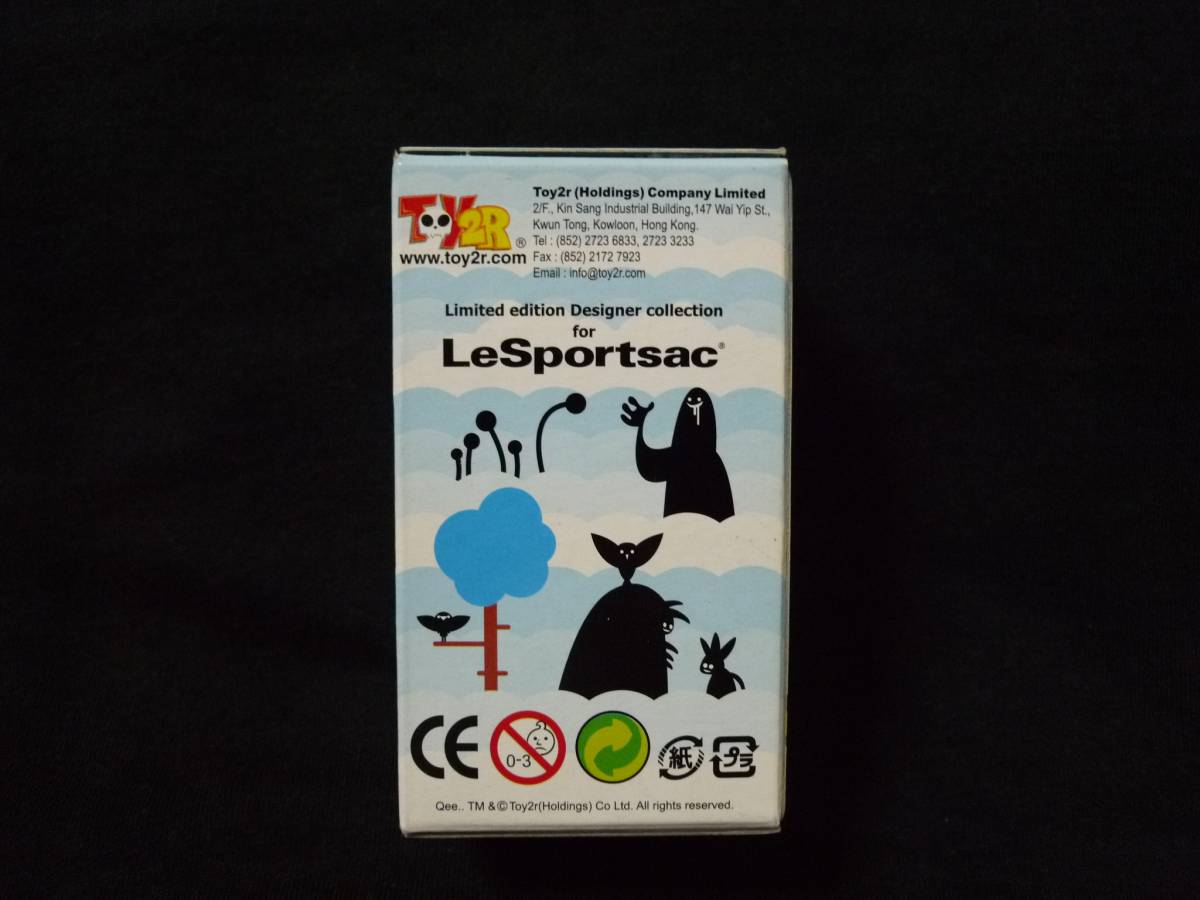 TOY2R®
www.toy2r.com
Toy2r (Holdings) Company Limited
2/F., Kin Sang Industrial Building,147 Wai Yip St.,
Kwun Tong, Kowloon, Hong Kong.
Tel : (852) 2723 6833, 2723 3233
Fax : (852) 2172 7923
Email : info@toy2r.com
Limited edition Designer collection
for
LeSportsac®
CE
0-3
紙
プラ
Qee.. TM &©Toy2r(Holdings) Co Ltd. All rights reserved.